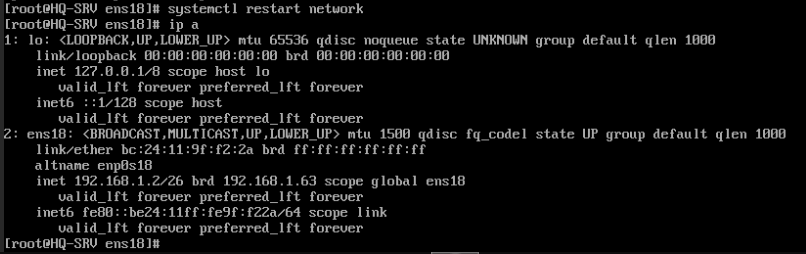 [root@HQ-SRV ens18]# systemctl restart network
[root@HQ-SRV ens18]# ip a
1: lo: <LOOPBACK,UP,LOWER_UP> mtu 65536 qdisc noqueue state UNKNOWN group default qlen 1000
    link/loopback 00:00:00:00:00:00 brd 00:00:00:00:00:00
    inet 127.0.0.1/8 scope host lo
       valid_lft forever preferred_lft forever
    inet6 ::1/128 scope host
       valid_lft forever preferred_lft forever
2: ens18: <BROADCAST,MULTICAST,UP,LOWER_UP> mtu 1500 qdisc fq_codel state UP group default qlen 1000
    link/ether bc:24:11:9f:f2:2a brd ff:ff:ff:ff:ff:ff
    altname enp0s18
    inet 192.168.1.2/26 brd 192.168.1.63 scope global ens18
       valid_lft forever preferred_lft forever
    inet6 fe80::be24:11ff:fe9f:f22a/64 scope link
       valid_lft forever preferred_lft forever
[root@HQ-SRV ens18]#